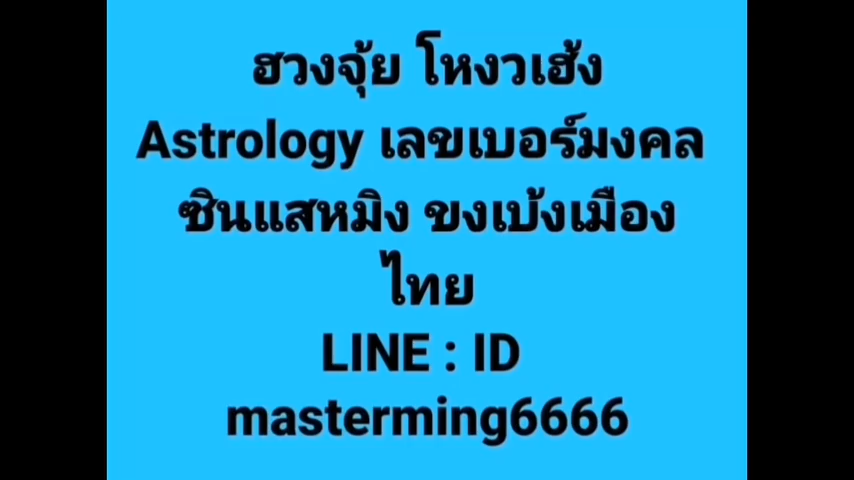 ฮวงจุ้ย โหงวเฮ้ง
Astrology เลขเบอร์มงคล
ซินแสหมิง ขงเบ้งเมือง
ไทย
LINE : ID
masterming6666